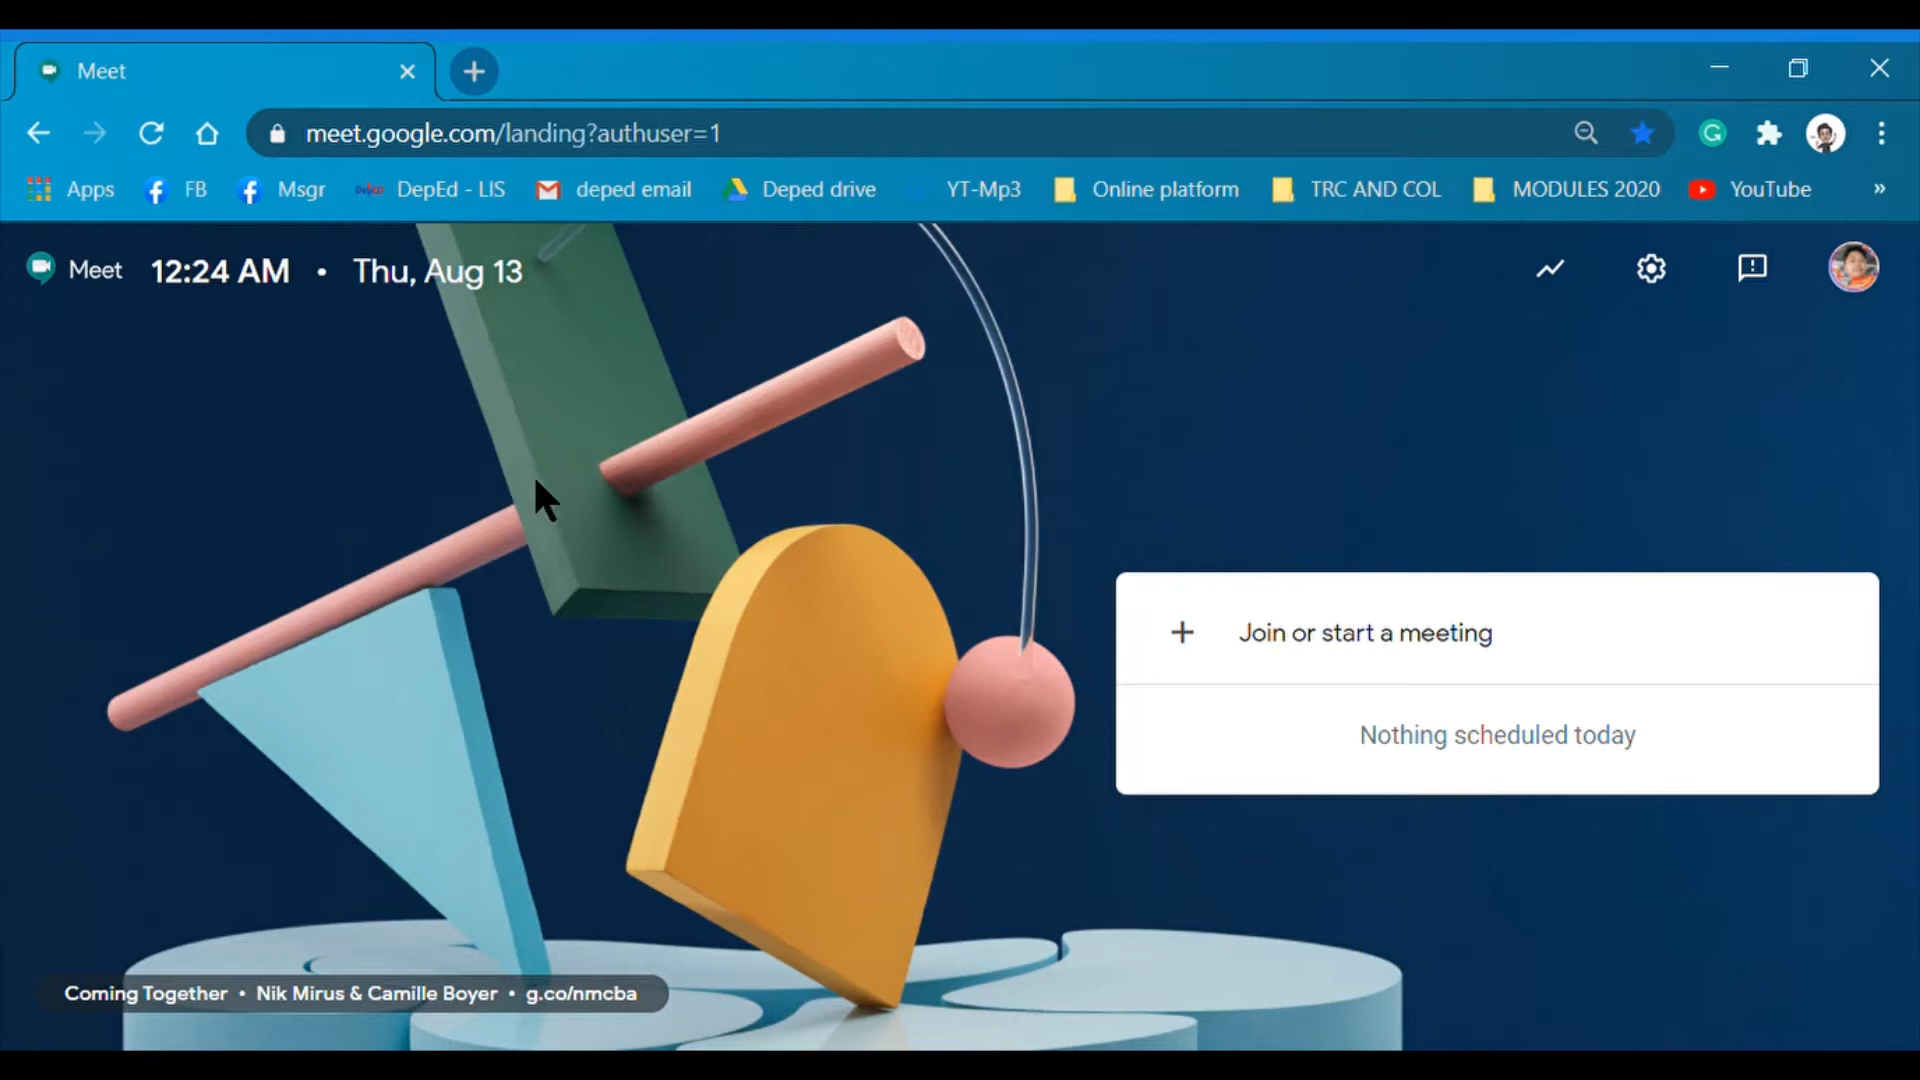 Meet
meet.google.com/landing?authuser=1
Apps FB Msgr DepEd - LIS deped email Deped drive YT-Mp3 Online platform TRC AND COL MODULES 2020 YouTube »
Meet 12:24 AM • Thu, Aug 13
Join or start a meeting
Nothing scheduled today
Coming Together • Nik Mirus & Camille Boyer • g.co/nmcba